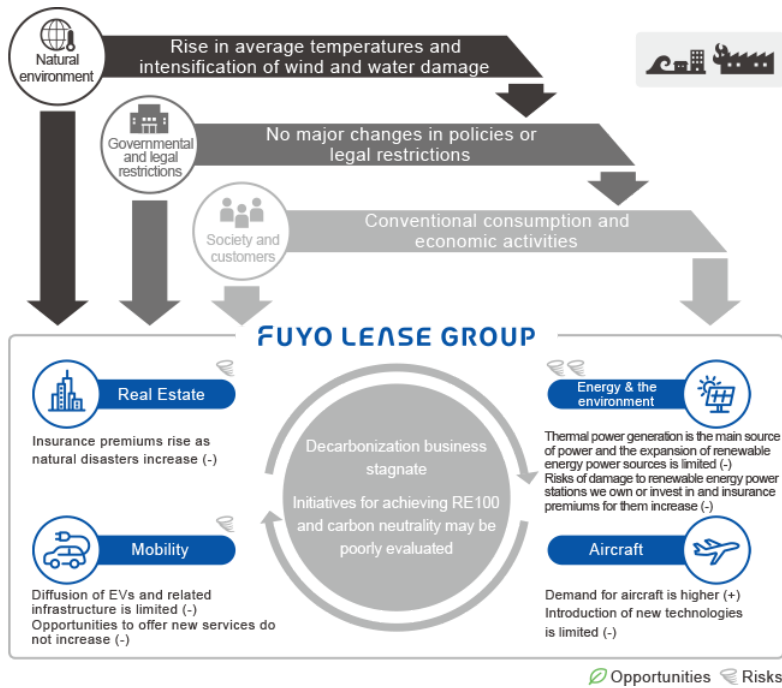 Natural
environment
Rise in average temperatures and
intensification of wind and water damage
Governmental
and legal
restrictions
No major changes in policies or
legal restrictions
Society and
customers
Conventional consumption and
economic activities
FUYO LEASE GROUP
Real Estate
Insurance premiums rise as
natural disasters increase (-)
Energy & the
environment
Thermal power generation is the main source
of power and the expansion of renewable
energy power sources is limited (-)
Risks of damage to renewable energy power
stations we own or invest in and insurance
premiums for them increase (-)
Decarbonization business
stagnate
Initiatives for achieving RE100
and carbon neutrality may be
poorly evaluated
Mobility
Diffusion of EVs and related
infrastructure is limited (-)
Opportunities to offer new services do
not increase (-)
Aircraft
Demand for aircraft is higher (+)
Introduction of new technologies
is limited (-)
Opportunities
Risks